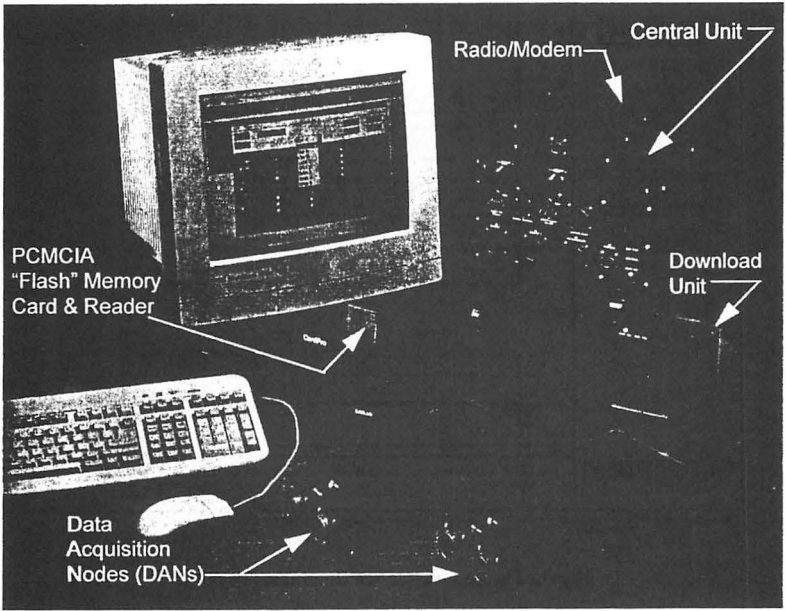 Radio/Modem
Central Unit
PCMCIA
"Flash" Memory
Card & Reader
Download
Unit
Data
Acquisition
Nodes (DANs)